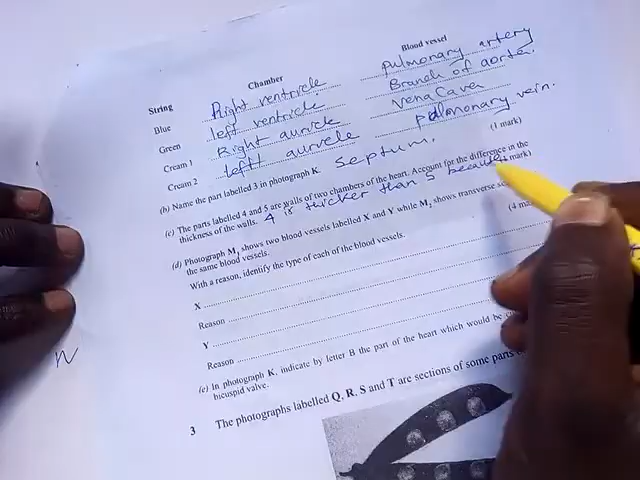 Chamber Blood vessel
String
Blue Right ventricle pulmonary artery
Green left ventricle Branch of aorta.
Cream 1 Right auricle vena Cava
Cream 2 left auricle pulmonary vein.
(b) Name the part labelled 3 in photograph K. Septum. (1 mark)
(c) The parts labelled 4 and 5 are walls of two chambers of the heart. Account for the difference in the
thickness of the walls. 4 is thicker than 5 because mark)
(d) Photograph M1 shows two blood vessels labelled X and Y while M2 shows transverse
the same blood vessels. (4
With a reason, identify the type of each of the blood vessels.
X
Reason
Y
Reason
(e) In photograph K, indicate by letter B the part of the heart which would be
bicuspid valve.
3 The photographs labelled Q, R, S and T are sections of some parts
N